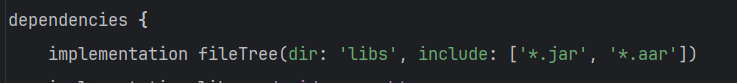 dependencies {
implementation fileTree(dir: 'libs', include: ['*.jar', '*.aar'])